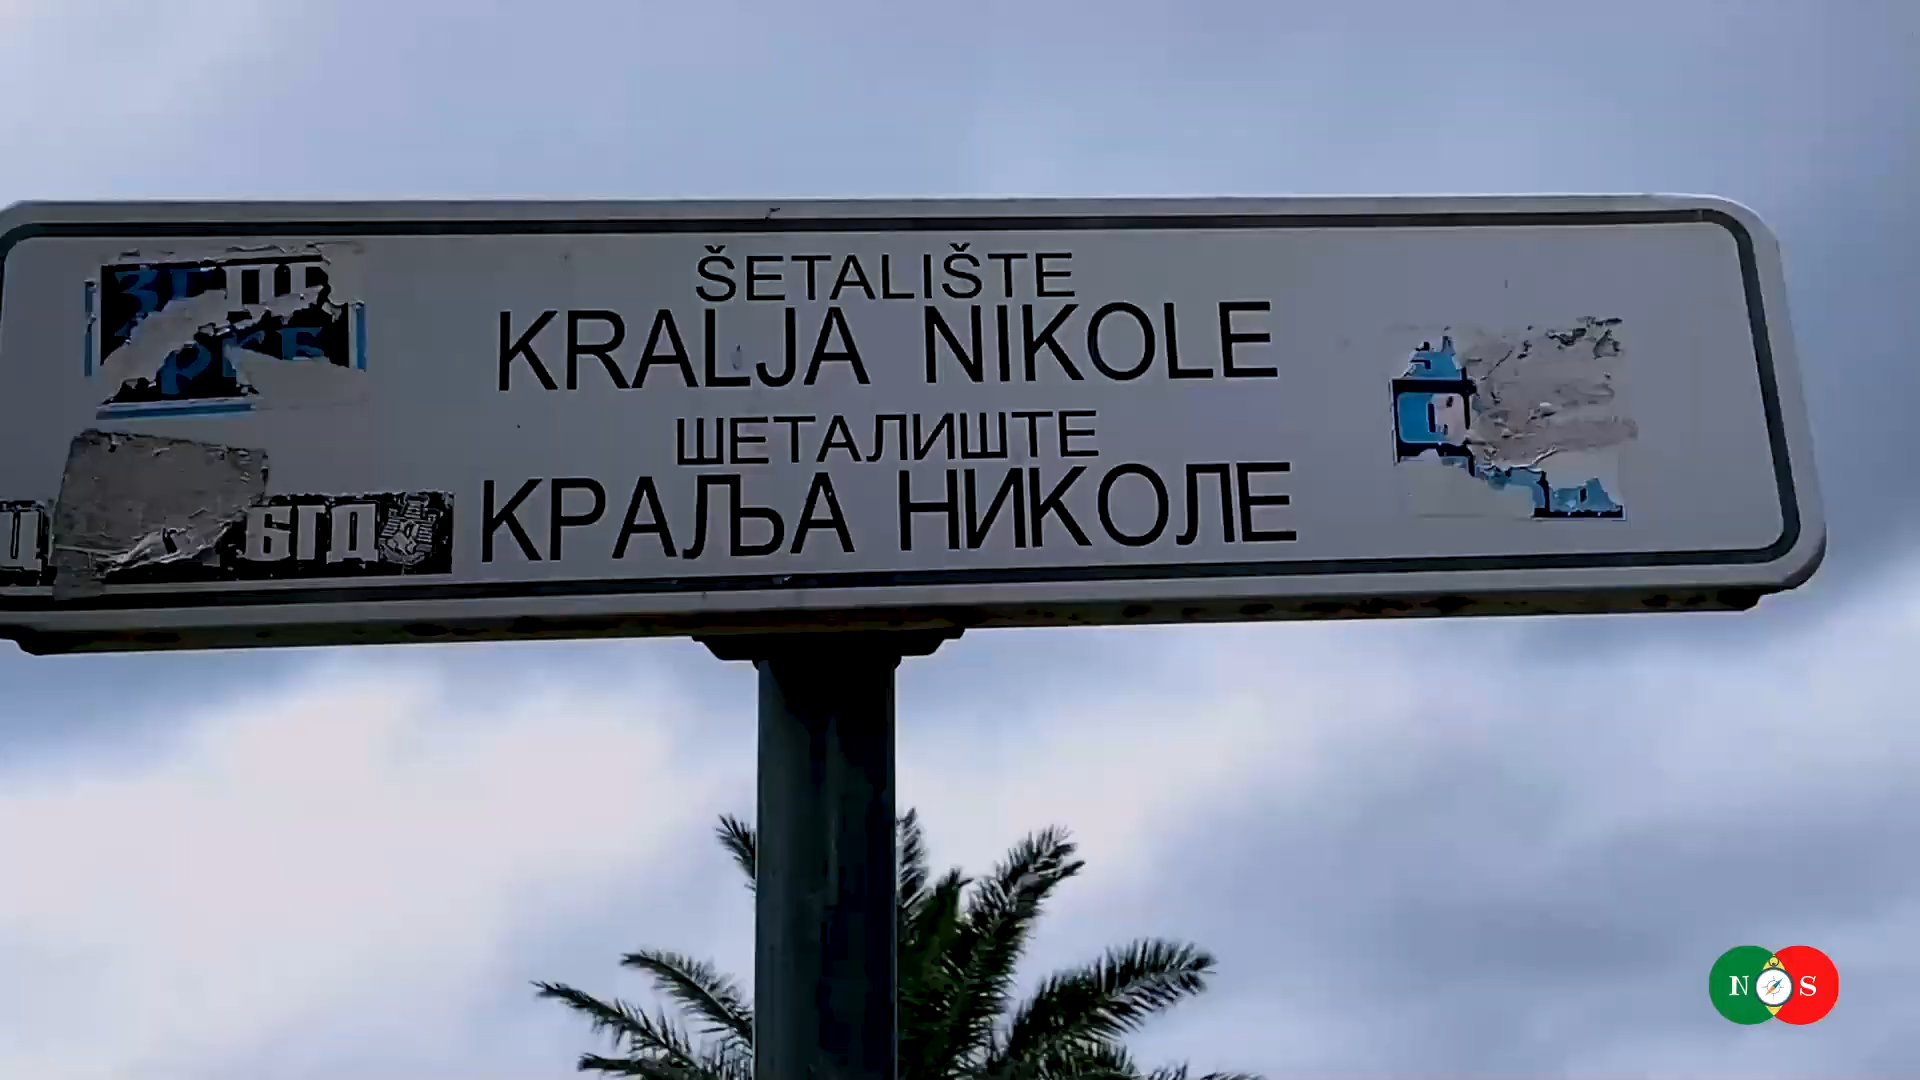 ŠETALIŠTE
KRALJA NIKOLE
ШЕТАЛИШТЕ
КРАЉА НИКОЛЕ
БГД
N S